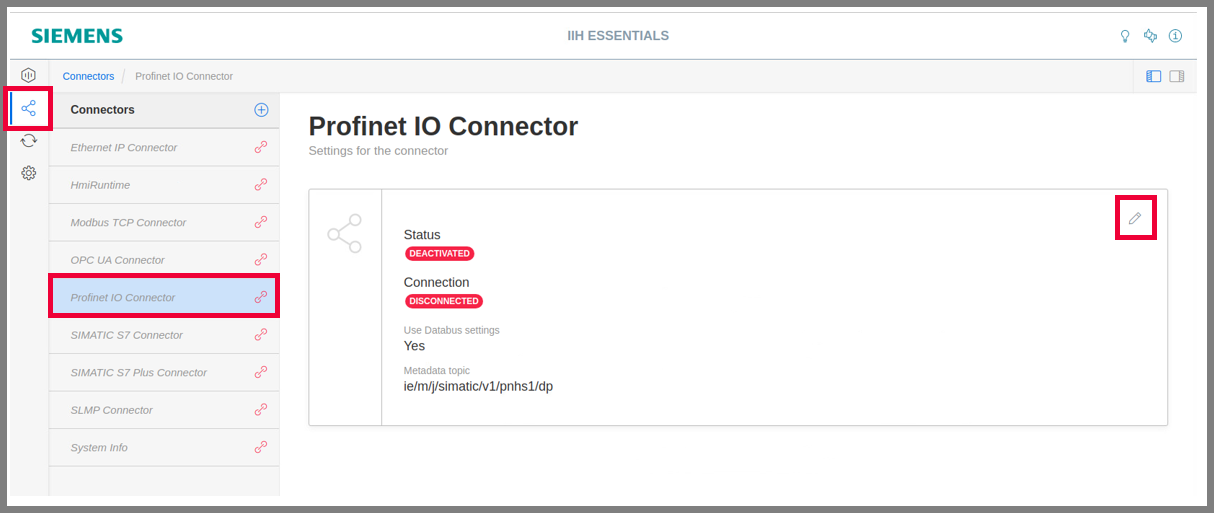 SIEMENS
IIH ESSENTIALS
Connectors
Profinet IO Connector
Connectors
Ethernet IP Connector
HmiRuntime
Modbus TCP Connector
OPC UA Connector
Profinet IO Connector
SIMATIC S7 Connector
SIMATIC S7 Plus Connector
SLMP Connector
System Info
Profinet IO Connector
Settings for the connector
Status
DEACTIVATED
Connection
DISCONNECTED
Use Databus settings
Yes
Metadata topic
ie/m/j/simatic/v1/pnhs1/dp